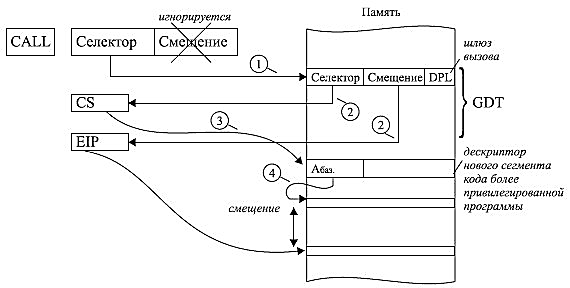 игнорируется
Память
CALL
Селектор
Смещение
шлюз
вызова
1
Селектор
Смещение
DPL
GDT
CS
2
3
2
EIP
дескриптор
нового сегмента
кода более
привилегированной
программы
Aбаз.
4
смещение